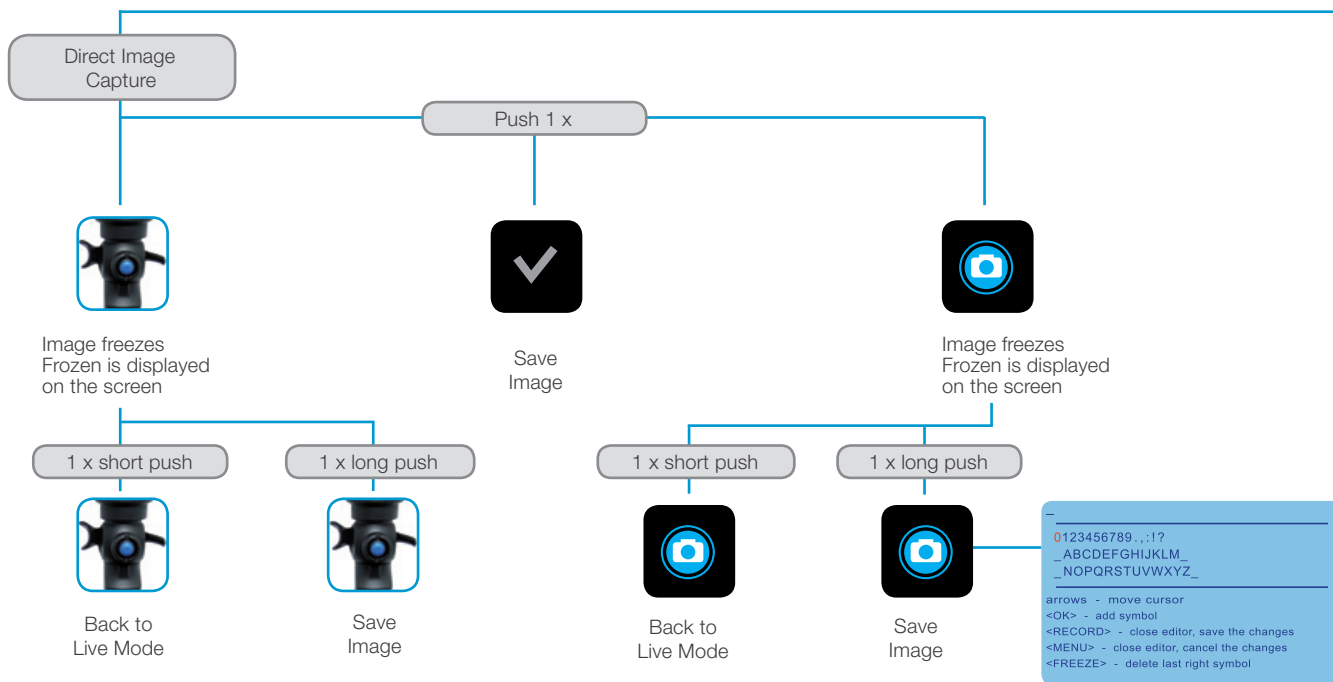 Direct Image
Capture
Push 1 x
Image freezes
Frozen is displayed
on the screen
Save
Image
Image freezes
Frozen is displayed
on the screen
1 x short push
1 x long push
1 x short push
1 x long push
Back to
Live Mode
Save
Image
Back to
Live Mode
Save
Image
_
0123456789.,:!?
_ABCDEFGHIJKLM_
_NOPQRSTUVWXYZ_
arrows - move cursor
<OK> - add symbol
<RECORD> - close editor, save the changes
<MENU> - close editor, cancel the changes
<FREEZE> - delete last right symbol